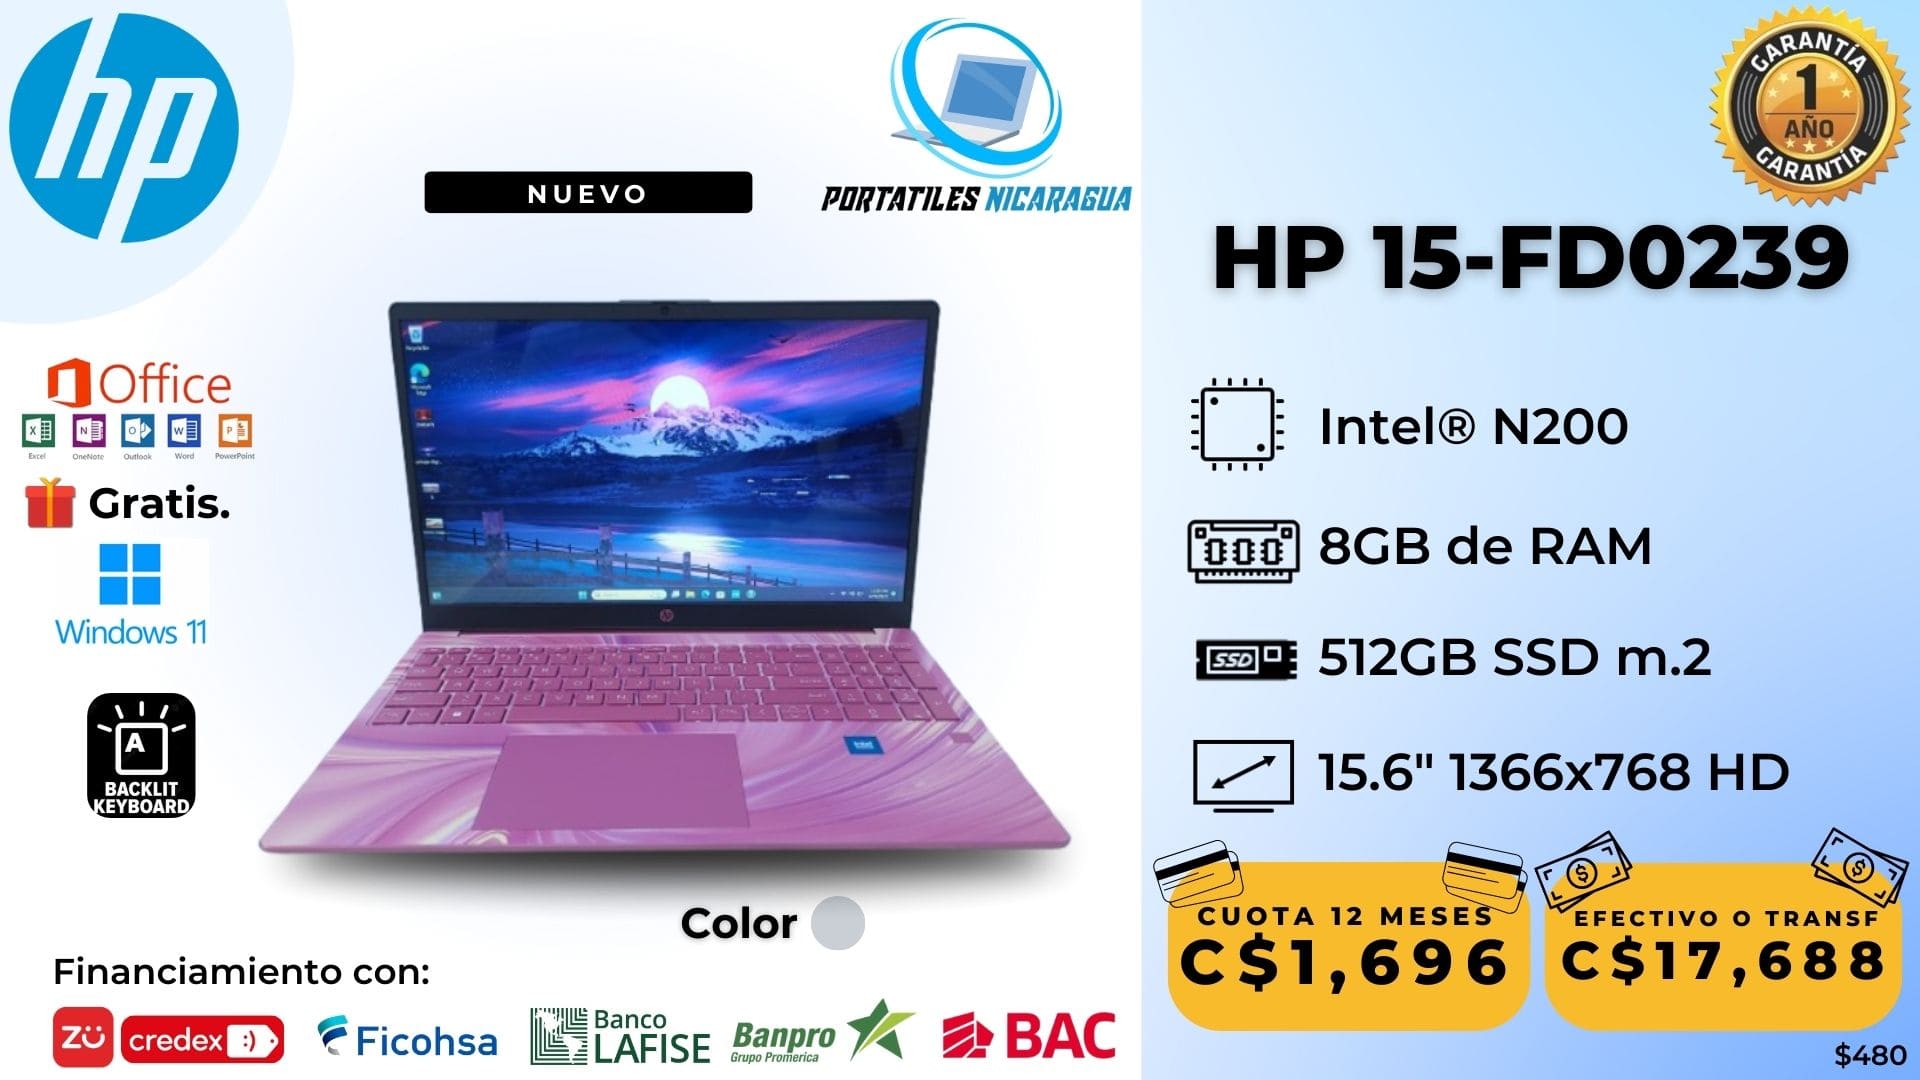 hp
NUEVO
PORTATILES NICARAGUA
GARANTÍA
1
AÑO
GARANTÍA
HP 15-FD0239
Office
Excel OneNote Outlook Word PowerPoint
Gratis.
Windows 11
A
BACKLIT
KEYBOARD
Intel® N200
8GB de RAM
SSD
512GB SSD m.2
15.6" 1366x768 HD
Color
CUOTA 12 MESES
C$1,696
EFECTIVO O TRANSF
C$17,688
Financiamiento con:
ZU
credex
Ficohsa
Banco
LAFISE
Banpro
Grupo Promerica
BAC
$480